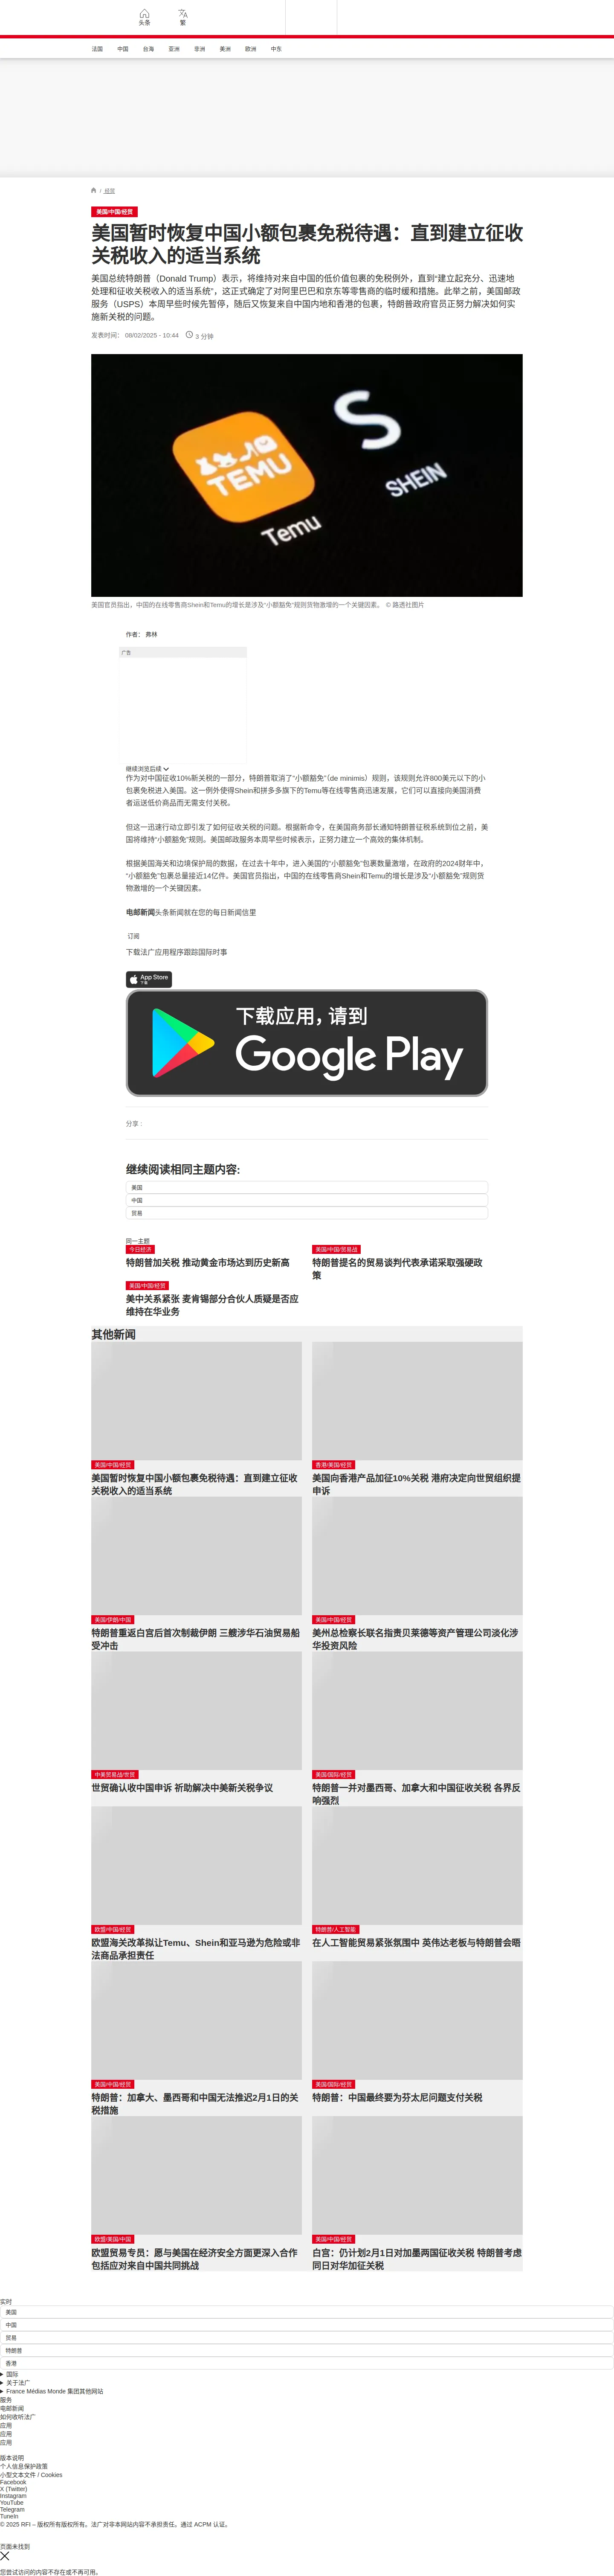 头条
繁
法国 中国 台海 亚洲 非洲 美洲 欧洲 中东
/ 经贸
美国/中国/经贸
美国暂时恢复中国小额包裹免税待遇：直到建立征收
关税收入的适当系统
美国总统特朗普（Donald Trump）表示，将维持对来自中国的低价值包裹的免税例外，直到“建立起充分、迅速地
处理和征收关税收入的适当系统”，这正式确定了对阿里巴巴和京东等零售商的临时缓和措施。此举之前，美国邮政
服务（USPS）本周早些时候先暂停，随后又恢复来自中国内地和香港的包裹，特朗普政府官员正努力解决如何实
施新关税的问题。
发表时间： 08/02/2025 - 10:44 3 分钟
TEMU
Temu
SHEIN
美国官员指出，中国的在线零售商Shein和Temu的增长是涉及“小额豁免”规则货物激增的一个关键因素。 © 路透社图片
作者： 弗林
广告
继续浏览后续
作为对中国征收10%新关税的一部分，特朗普取消了“小额豁免”（de minimis）规则，该规则允许800美元以下的小
包裹免税进入美国。这一例外使得Shein和拼多多旗下的Temu等在线零售商迅速发展，它们可以直接向美国消费
者运送低价商品而无需支付关税。
但这一迅速行动立即引发了如何征收关税的问题。根据新命令，在美国商务部长通知特朗普征税系统到位之前，美
国将维持“小额豁免”规则。美国邮政服务本周早些时候表示，正努力建立一个高效的集体机制。
根据美国海关和边境保护局的数据，在过去十年中，进入美国的“小额豁免”包裹数量激增，在政府的2024财年中，
“小额豁免”包裹总量接近14亿件。美国官员指出，中国的在线零售商Shein和Temu的增长是涉及“小额豁免”规则货
物激增的一个关键因素。
电邮新闻头条新闻就在您的每日新闻信里
订阅
下载法广应用程序跟踪国际时事
App Store
下载
下载应用，请到
Google Play
分享 :
继续阅读相同主题内容:
美国
中国
贸易
同一主题
今日经济
特朗普加关税 推动黄金市场达到历史新高
美国/中国/贸易战
特朗普提名的贸易谈判代表承诺采取强硬政
策
美国/中国/经贸
美中关系紧张 麦肯锡部分合伙人质疑是否应
维持在华业务
其他新闻
美国/中国/经贸
美国暂时恢复中国小额包裹免税待遇：直到建立征收
关税收入的适当系统
香港/美国/经贸
美国向香港产品加征10%关税 港府决定向世贸组织提
申诉
美国/伊朗/中国
特朗普重返白宫后首次制裁伊朗 三艘涉华石油贸易船
受冲击
美国/中国/经贸
美州总检察长联名指责贝莱德等资产管理公司淡化涉
华投资风险
中美贸易战/世贸
世贸确认收中国申诉 祈助解决中美新关税争议
美国/国际/经贸
特朗普一并对墨西哥、加拿大和中国征收关税 各界反
响强烈
欧盟/中国/经贸
欧盟海关改革拟让Temu、Shein和亚马逊为危险或非
法商品承担责任
特朗普/人工智能
在人工智能贸易紧张氛围中 英伟达老板与特朗普会晤
美国/中国/经贸
特朗普：加拿大、墨西哥和中国无法推迟2月1日的关
税措施
美国/国际/经贸
特朗普：中国最终要为芬太尼问题支付关税
欧盟/美国/中国
欧盟贸易专员：愿与美国在经济安全方面更深入合作
包括应对来自中国共同挑战
美国/中国/经贸
白宫：仍计划2月1日对加墨两国征收关税 特朗普考虑
同日对华加征关税
实时
美国
中国
贸易
特朗普
香港
国际
关于法广
France Médias Monde 集团其他网站
服务
电邮新闻
如何收听法广
应用
应用
应用
版本说明
个人信息保护政策
小型文本文件 / Cookies
Facebook
X (Twitter)
Instagram
YouTube
Telegram
TuneIn
© 2025 RFI – 版权所有版权所有。法广对非本网站内容不承担责任。通过 ACPM 认证。
页面未找到
您尝试访问的内容不存在或不再可用。